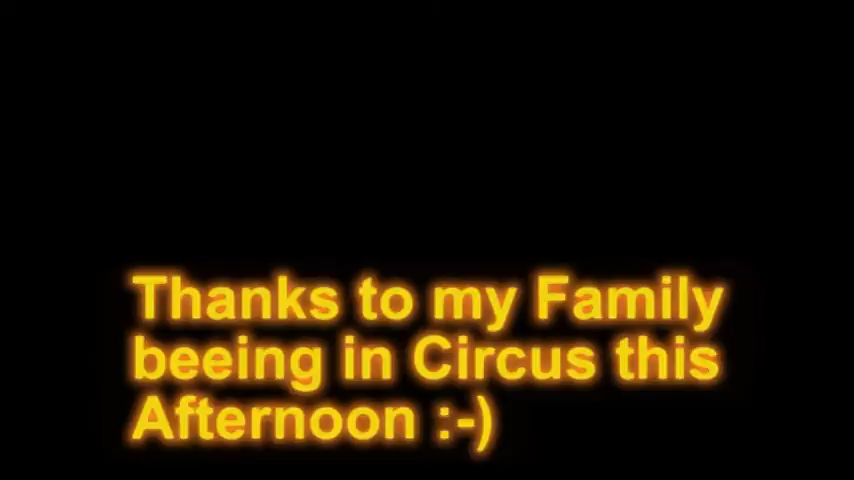 Thanks to my Family
beeing in Circus this
Afternoon :-)